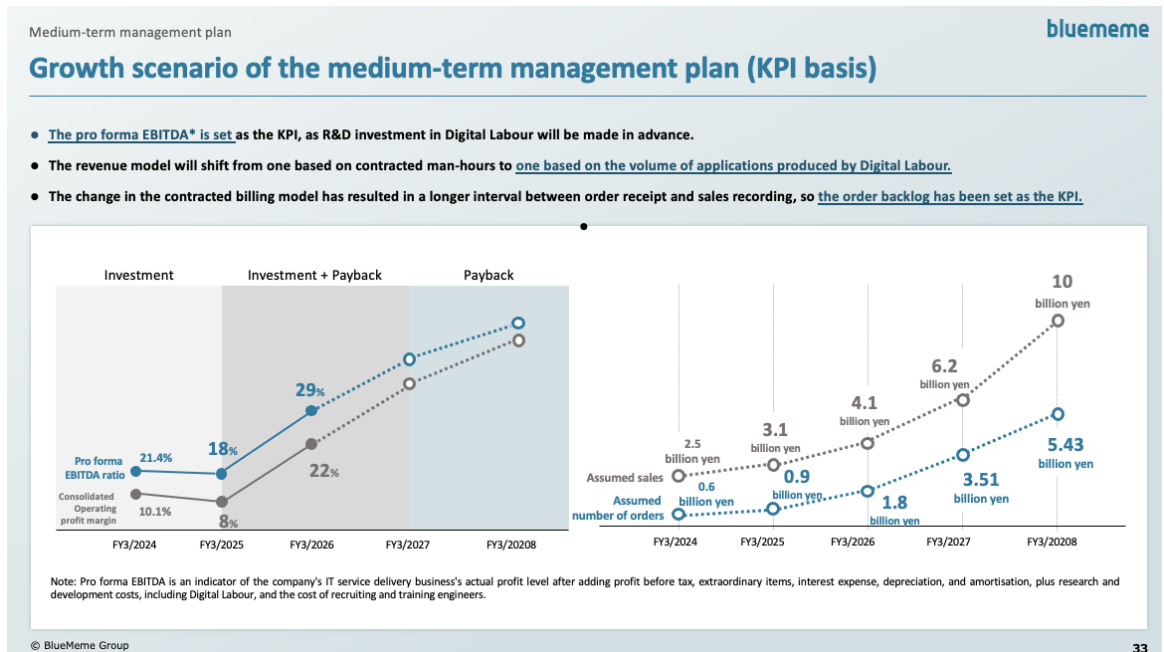 Medium-term management plan
bluememe
Growth scenario of the medium-term management plan (KPI basis)
● The pro forma EBITDA* is set as the KPI, as R&D investment in Digital Labour will be made in advance.
● The revenue model will shift from one based on contracted man-hours to one based on the volume of applications produced by Digital Labour.
● The change in the contracted billing model has resulted in a longer interval between order receipt and sales recording, so the order backlog has been set as the KPI.
●
Investment
Investment + Payback
Payback
29%
21.4%
18%
Pro forma
EBITDA ratio
22%
Consolidated
Operating
profit margin
10.1%
8%
FY3/2024
FY3/2025
FY3/2026
FY3/2027
FY3/20208
10
billion yen
6.2
billion yen
4.1
billion yen
3.1
billion yen
2.5
billion yen
Assumed sales
0.6
billion yen
0.9
billion yen
1.8
billion yen
3.51
billion yen
5.43
billion yen
Assumed
number of orders
FY3/2024
FY3/2025
FY3/2026
FY3/2027
FY3/20208
Note: Pro forma EBITDA is an indicator of the company's IT service delivery business's actual profit level after adding profit before tax, extraordinary items, interest expense, depreciation, and amortisation, plus research and
development costs, including Digital Labour, and the cost of recruiting and training engineers.
© BlueMeme Group
33